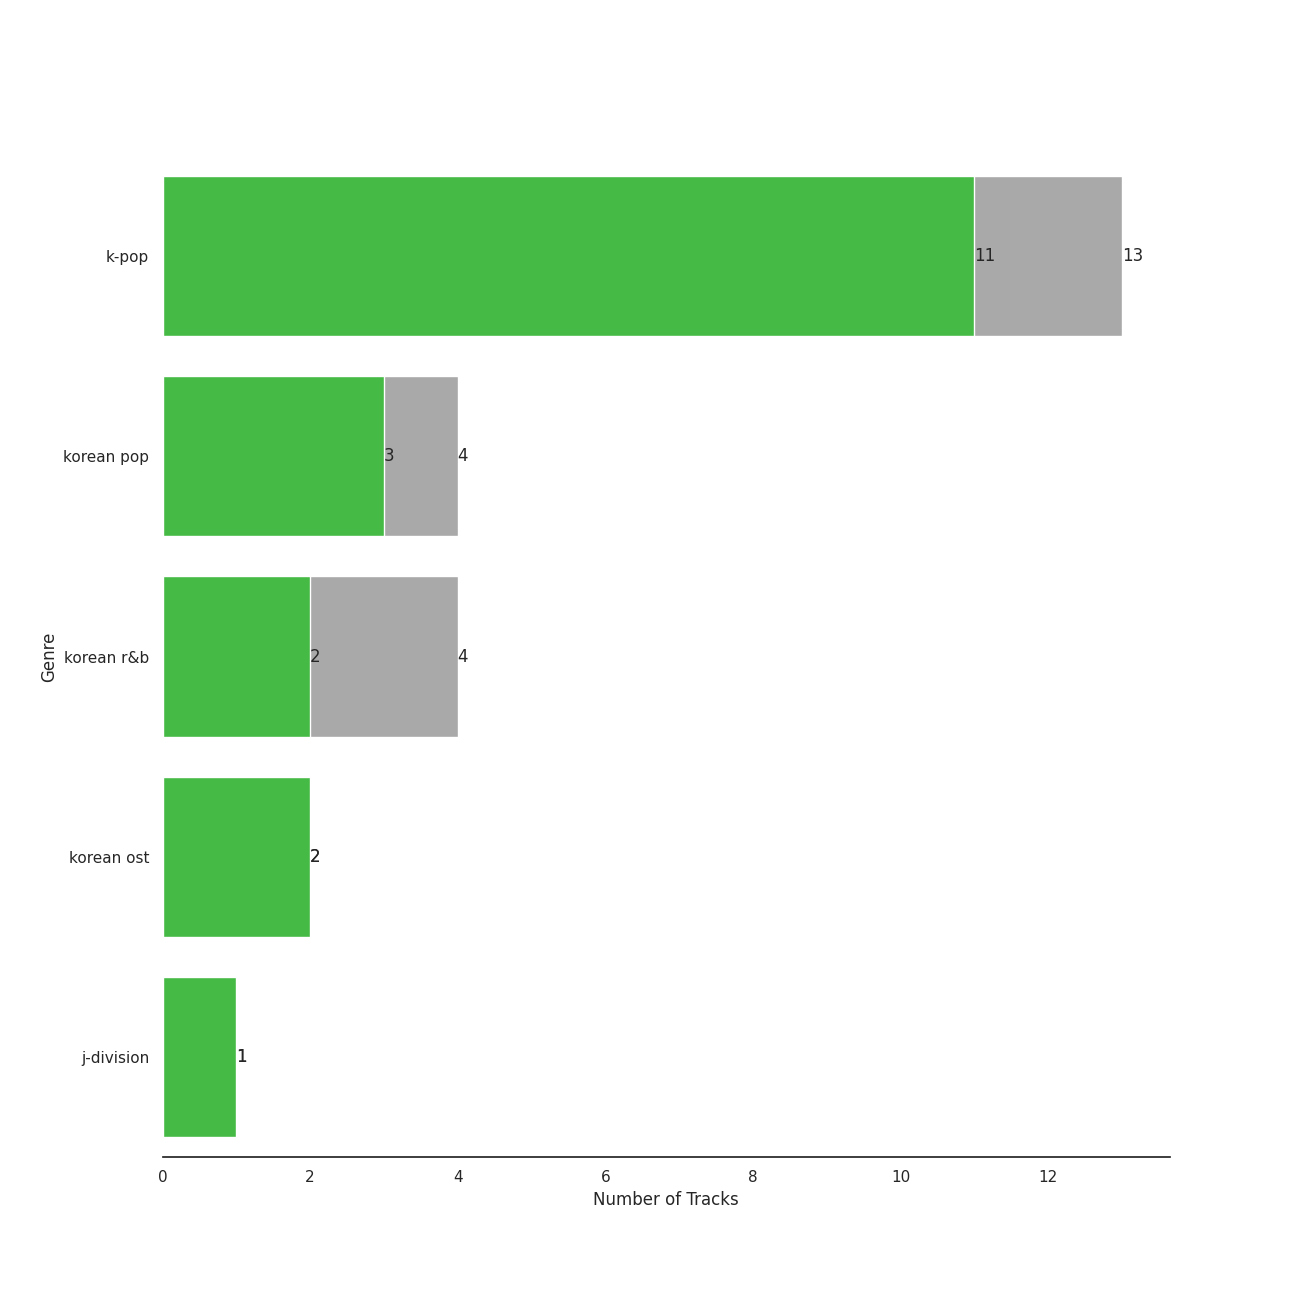 k-pop 11 13
korean pop 3 4
korean r&b 2 4
korean ost 2
j-division 1
Genre
0 2 4 6 8 10 12
Number of Tracks